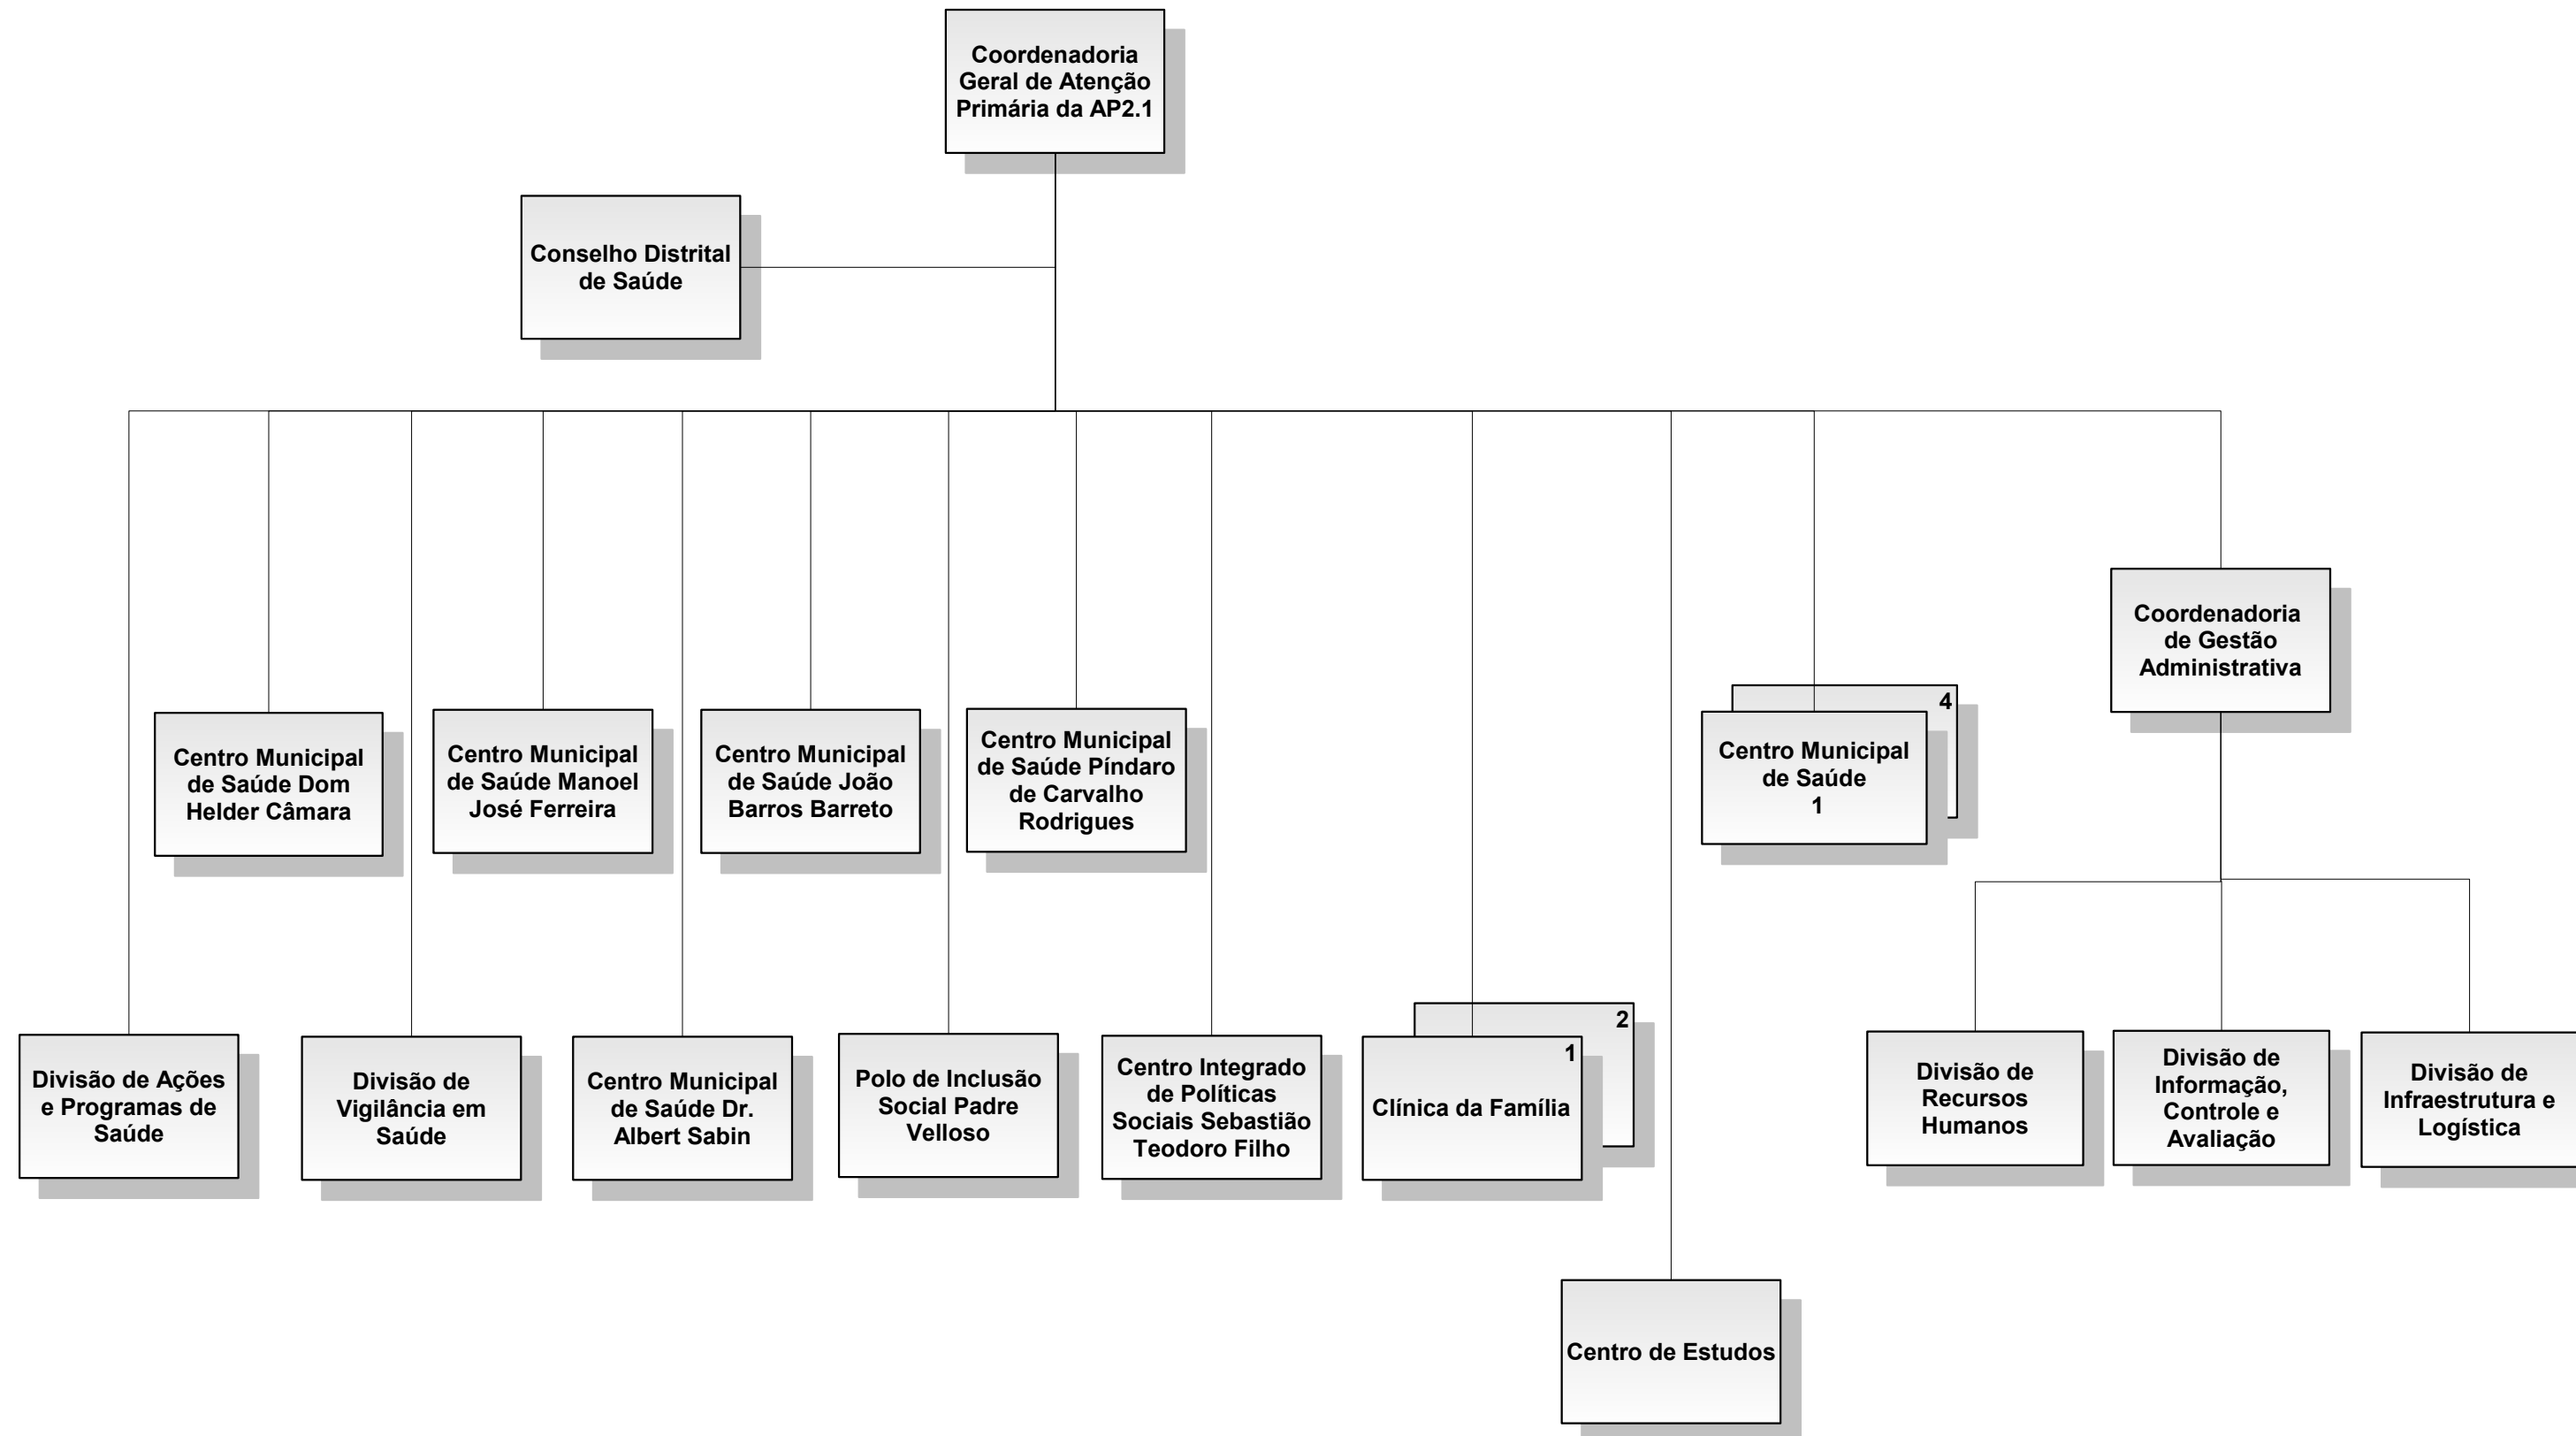 Coordenadoria
Geral de Atenção
Primária da AP2.1
Conselho Distrital
de Saúde
Coordenadoria
de Gestão
Administrativa
Centro Municipal
de Saúde Dom
Helder Câmara
Centro Municipal
de Saúde Manoel
José Ferreira
Centro Municipal
de Saúde João
Barros Barreto
Centro Municipal
de Saúde Píndaro
de Carvalho
Rodrigues
4
Centro Municipal
de Saúde
1
Divisão de Ações
e Programas de
Saúde
Divisão de
Vigilância em
Saúde
Centro Municipal
de Saúde Dr.
Albert Sabin
Polo de Inclusão
Social Padre
Velloso
Centro Integrado
de Políticas
Sociais Sebastião
Teodoro Filho
2
1
Clínica da Família
Divisão de
Recursos
Humanos
Divisão de
Informação,
Controle e
Avaliação
Divisão de
Infraestrutura e
Logística
Centro de Estudos